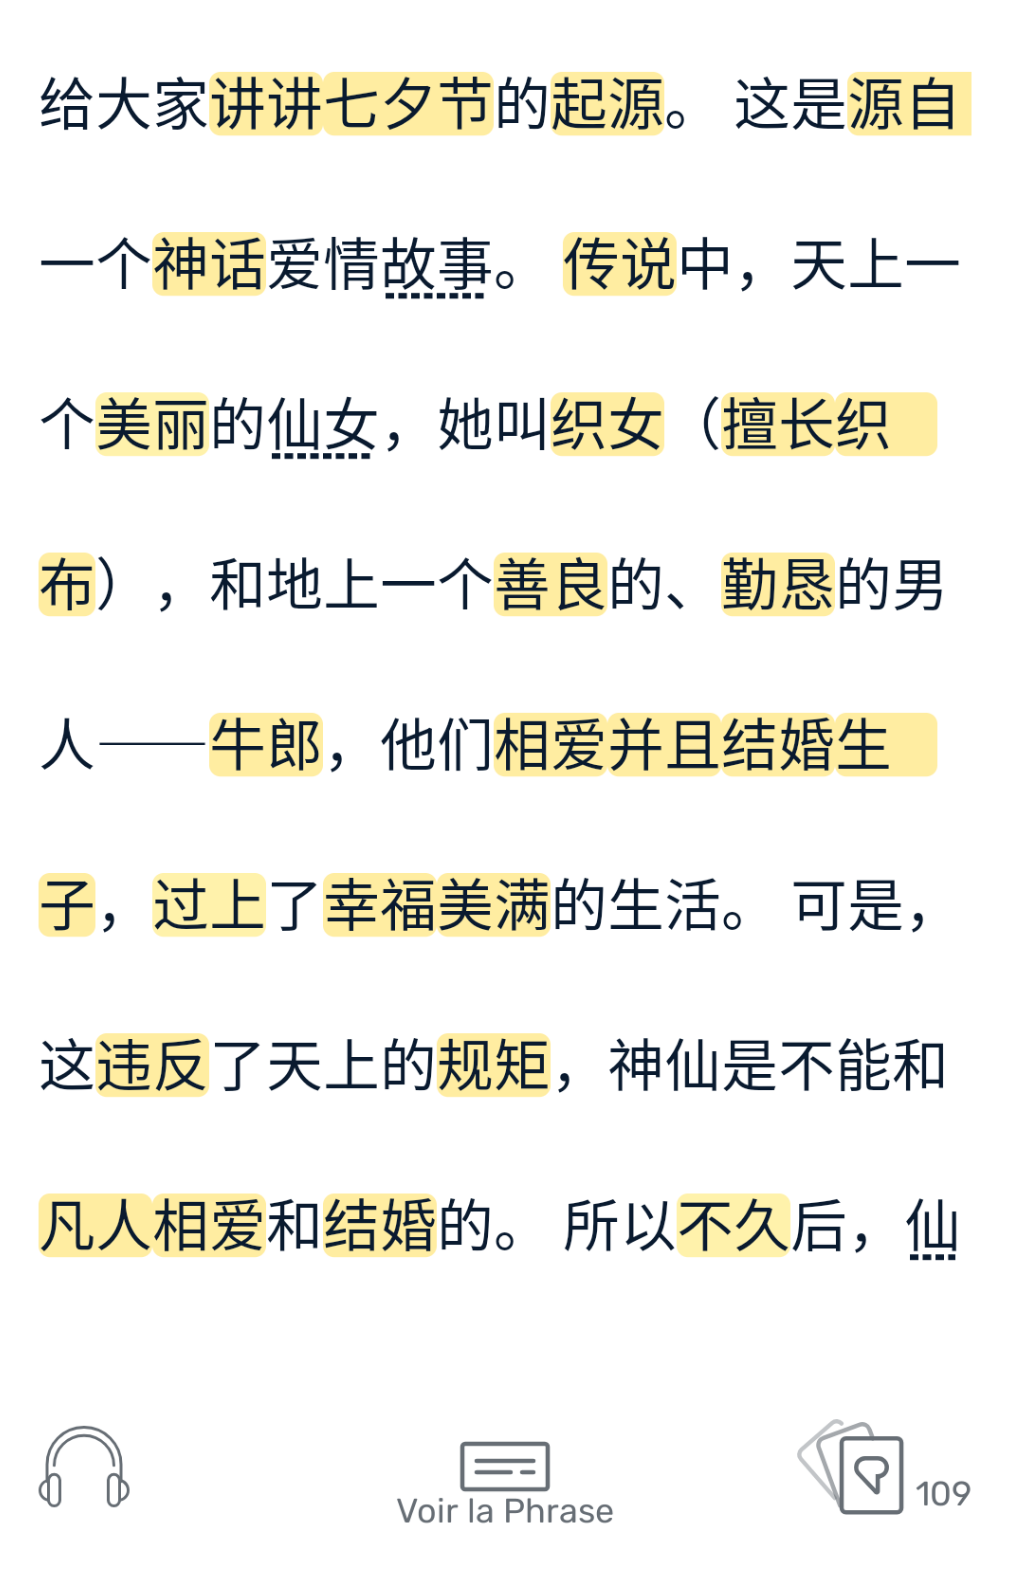 给大家讲讲七夕节的起源。 这是源自
一个神话爱情故事。 传说中，天上一
个美丽的仙女，她叫织女（擅长织
布），和地上一个善良的、勤恳的男
人——牛郎，他们相爱并且结婚生
子，过上了幸福美满的生活。 可是，
这违反了天上的规矩，神仙是不能和
凡人相爱和结婚的。 所以不久后，仙
Voir la Phrase
109